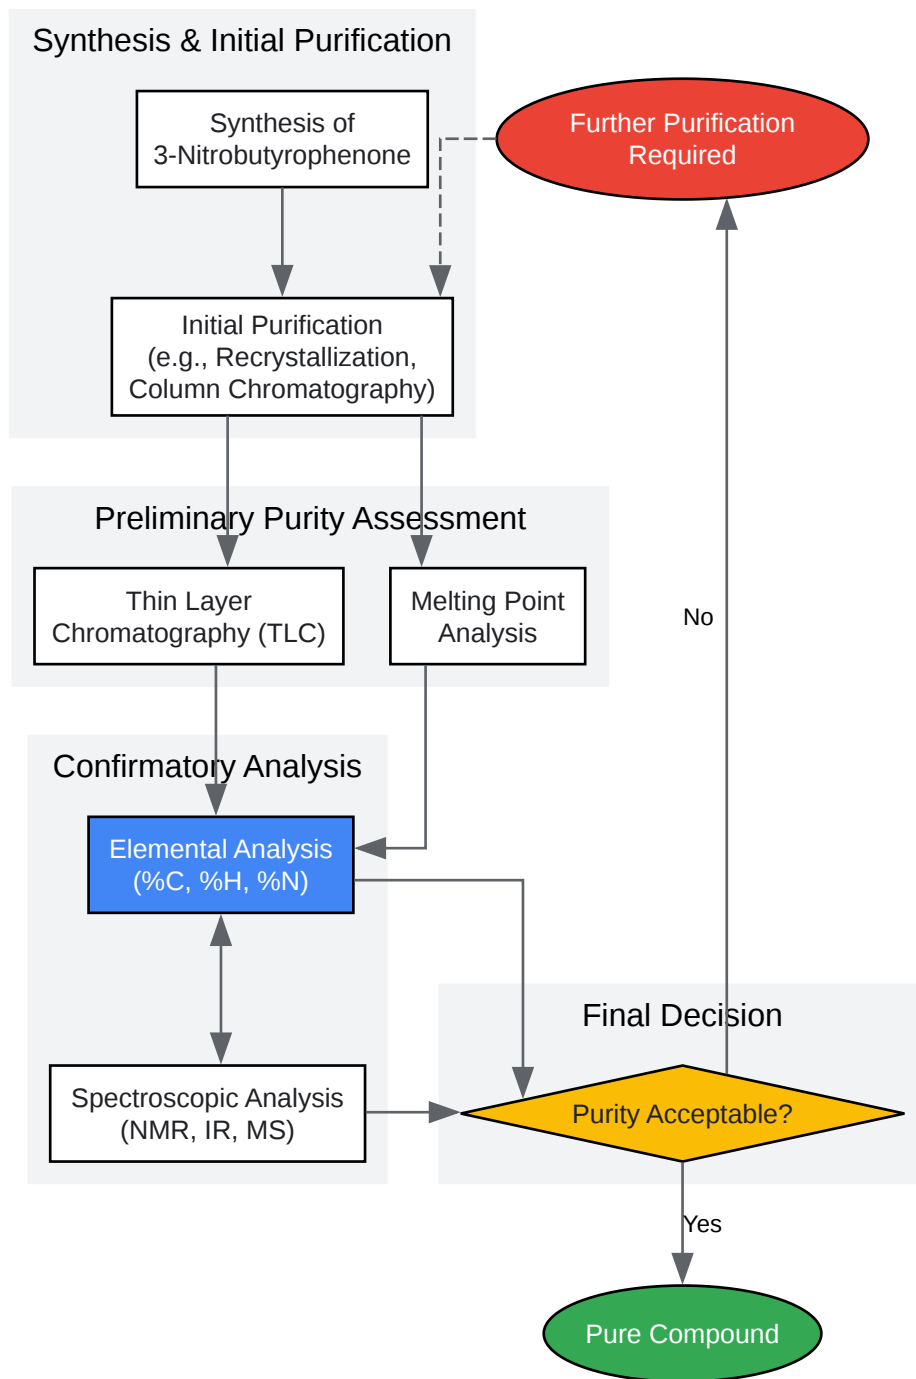 Synthesis & Initial Purification
Synthesis of
3-Nitrobutyrophenone
Further Purification
Required
Initial Purification
(e.g., Recrystallization,
Column Chromatography)
Preliminary Purity Assessment
Thin Layer
Chromatography (TLC)
Melting Point
Analysis
No
Confirmatory Analysis
Elemental Analysis
(%C, %H, %N)
Final Decision
Spectroscopic Analysis
(NMR, IR, MS)
Purity Acceptable?
Yes
Pure Compound